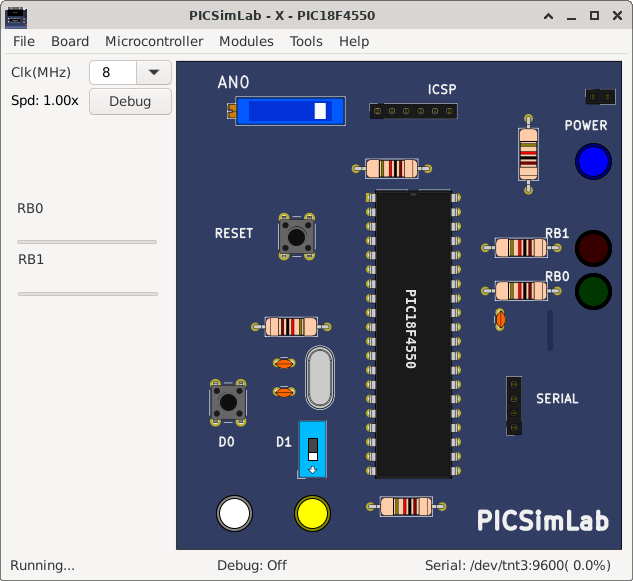 PICSimLab - X - PIC18F4550
File Board Microcontroller Modules Tools Help
Clk(MHz) 8
Spd: 1.00x Debug
RB0
RB1
AN0
ICSP
POWER
RESET
RB1
RB0
PIC18F4550
SERIAL
D0 D1
PICSimLab
Running... Debug: Off Serial: /dev/tnt3:9600( 0.0%)